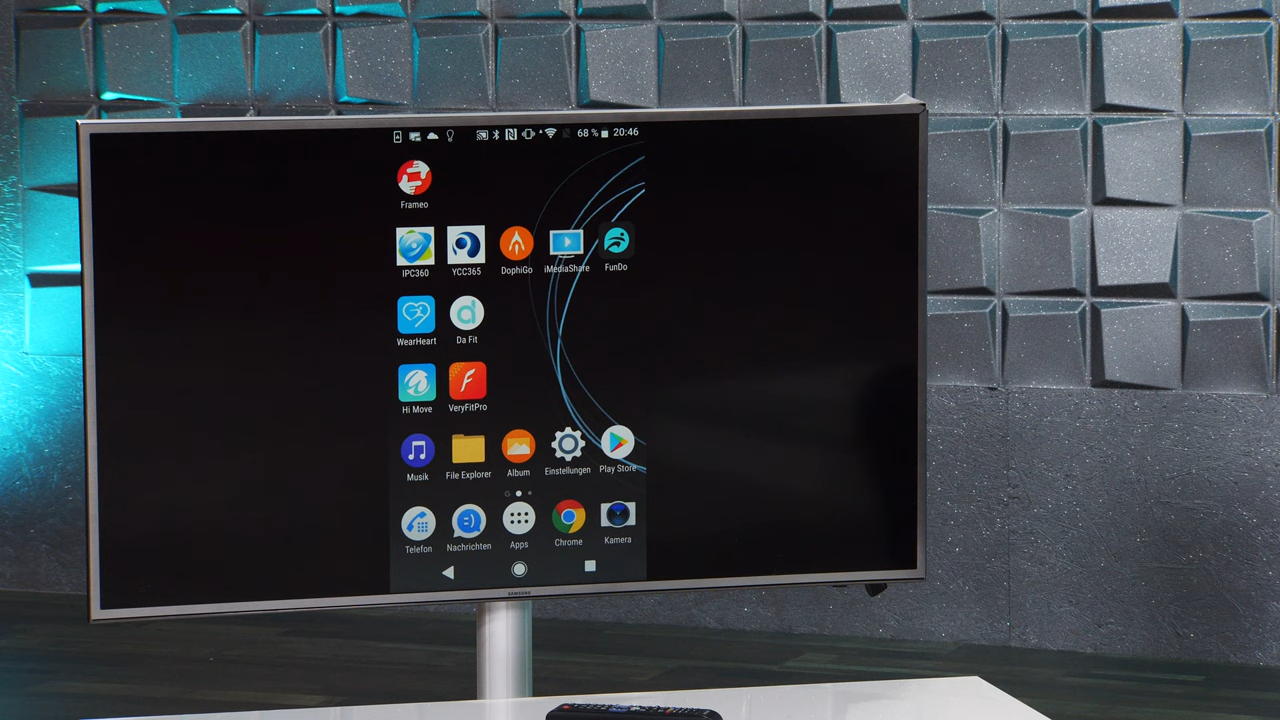 68 % 20:46
Frameo
IPC360 YCC365 DophiGo iMediaShare FunDo
WearHeart Da Fit
Hi Move VeryFitPro
Musik File Explorer Album Einstellungen Play Store
Telefon Nachrichten Apps Chrome Kamera
SAMSUNG